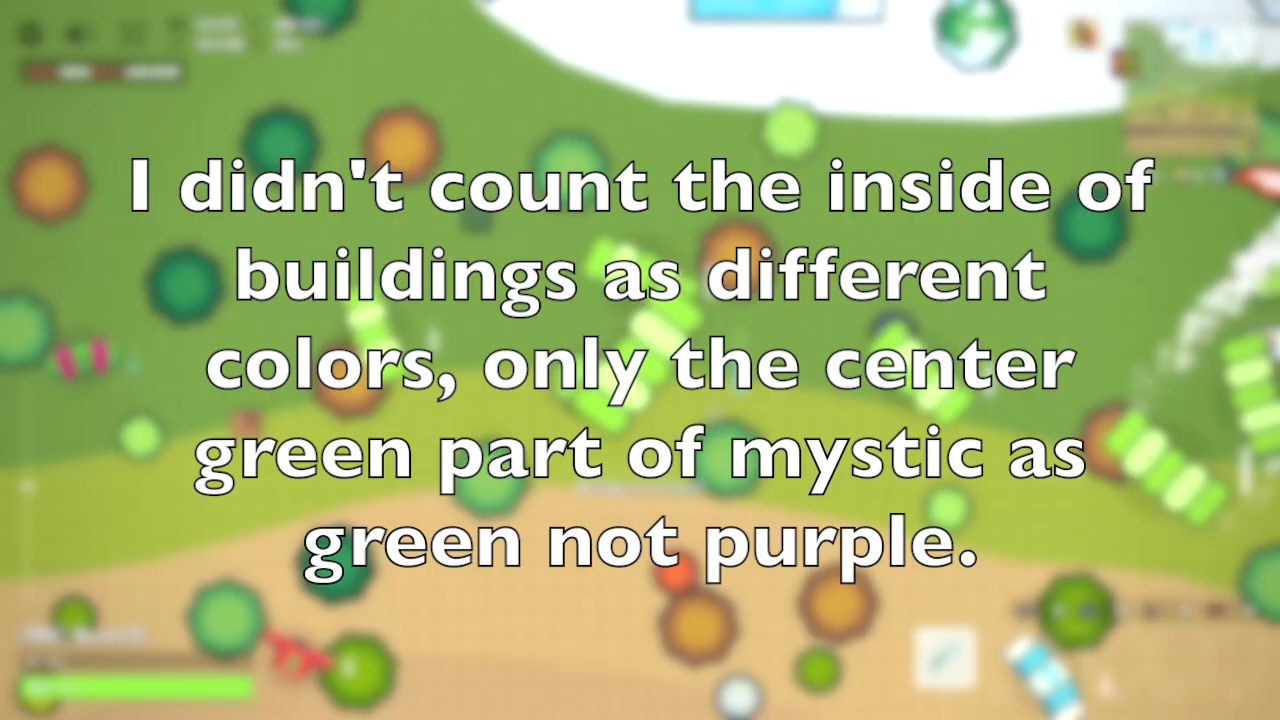 I didn't count the inside of
buildings as different
colors, only the center
green part of mystic as
green not purple.